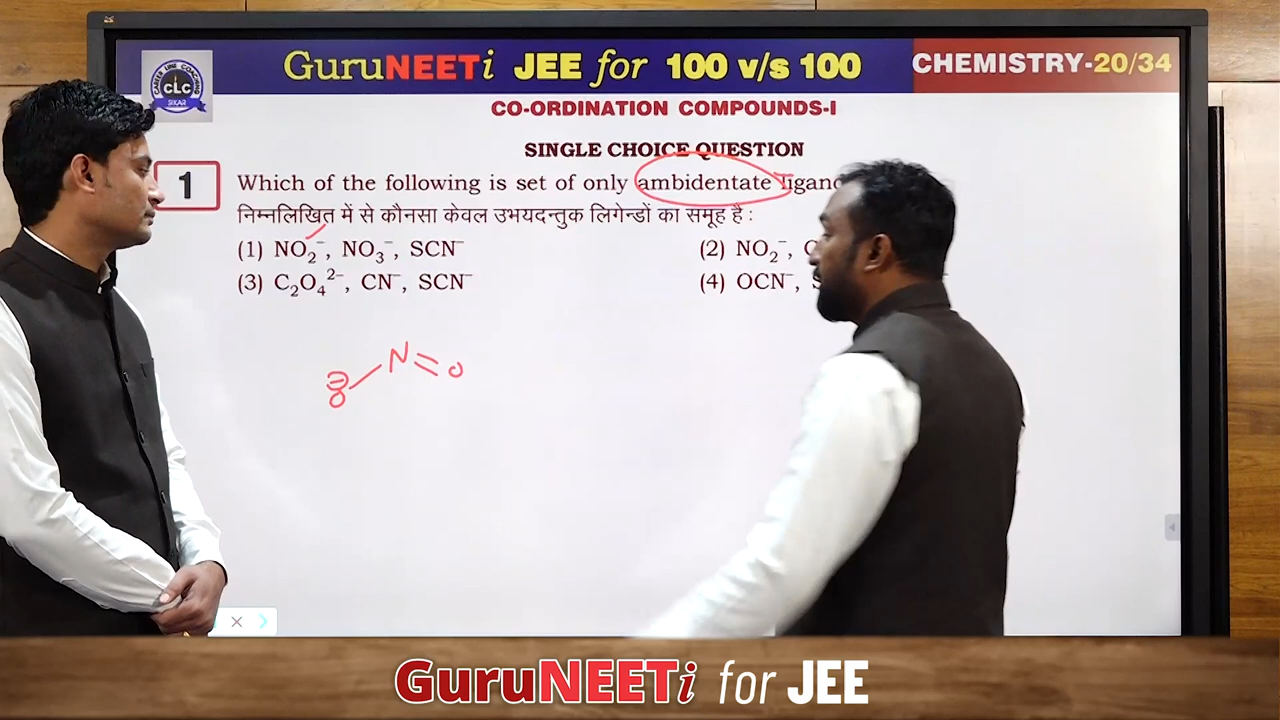 GuruNEETi JEE for 100 v/s 100
CHEMISTRY-20/34
CLC
SIKAR
CO-ORDINATION COMPOUNDS-I
SINGLE CHOICE QUESTION
1
Which of the following is set of only ambidentate
निम्नलिखित में से कौनसा केवल उभयदन्तुक लिगेन्डों का समूह है :
(1) NO₂⁻, NO₃⁻, SCN⁻
(2) NO₂⁻,
(3) C₂O₄²⁻, CN⁻, SCN⁻
(4) OCN⁻,
N
O
O
GuruNEETi for JEE